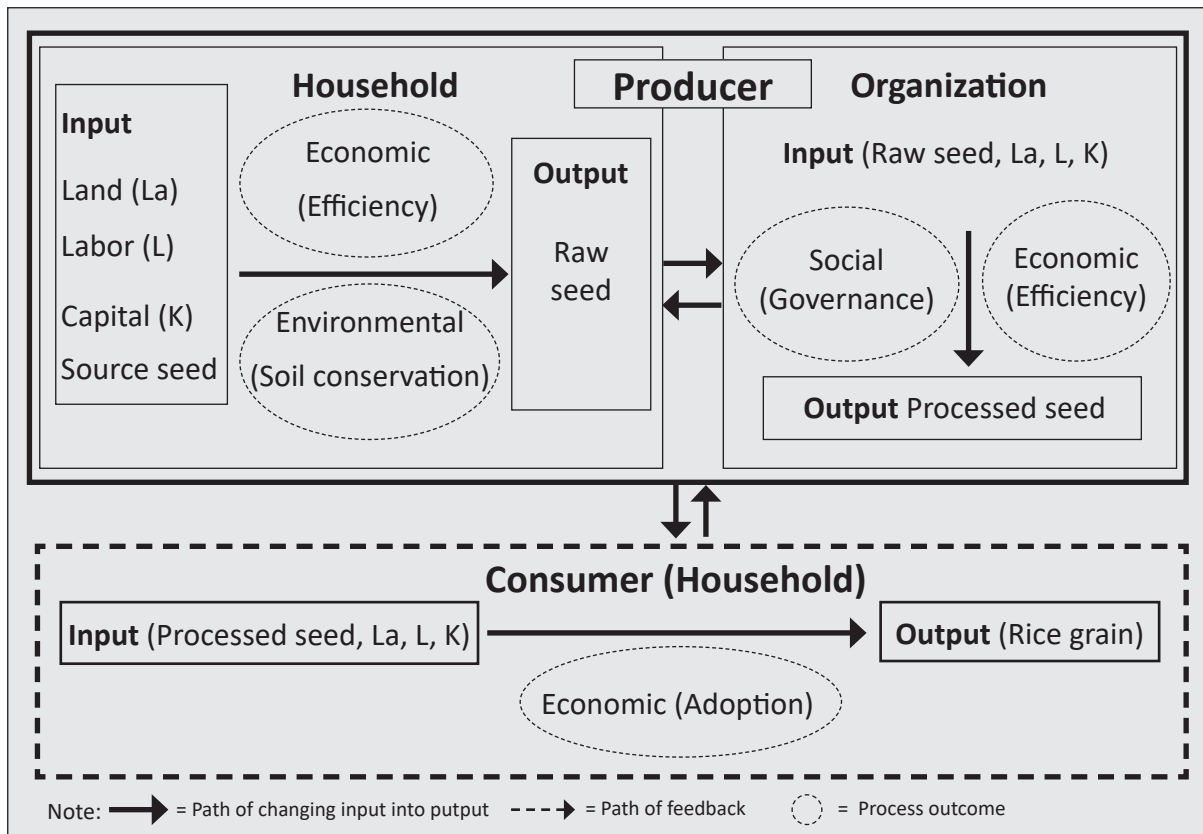 Producer
Household
Input
Land (La)
Labor (L)
Capital (K)
Source seed
Economic
(Efficiency)
Environmental
(Soil conservation)
Output
Raw
seed
Organization
Input (Raw seed, La, L, K)
Social
(Governance)
Economic
(Efficiency)
Output Processed seed
Consumer (Household)
Input (Processed seed, La, L, K)
Output (Rice grain)
Economic (Adoption)
Note: = Path of changing input into putput = Path of feedback = Process outcome